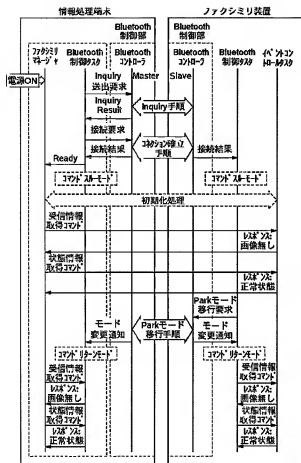 情報処理端末
ファクシミリ装置
Bluetooth
制御部
Bluetooth
制御部
ファクシミリ
マネージャ
Bluetooth
制御タスク
Bluetooth
コントローラ
Bluetooth
コントローラ
Bluetooth
制御タスク
イベントコン
トロールタスク
電源ON
Inquiry
送出要求
Master
Slave
Inquiry
Result
Inquiry手順
接続要求
コネクション確立
手順
接続結果
接続結果
Ready
コマンドスルーモード
コマンドスルーモード
初期化処理
受信情報
取得コマンド
レスポンス:
画像無し
状態情報
取得コマンド
レスポンス:
正常状態
Parkモード
移行要求
モード
変更通知
Parkモード
移行手順
モード
変更通知
コマンドリターンモード
コマンドリターンモード
受信情報
取得コマンド
受信情報
取得コマンド
レスポンス:
画像無し
レスポンス:
画像無し
状態情報
取得コマンド
状態情報
取得コマンド
レスポンス:
正常状態
レスポンス:
正常状態